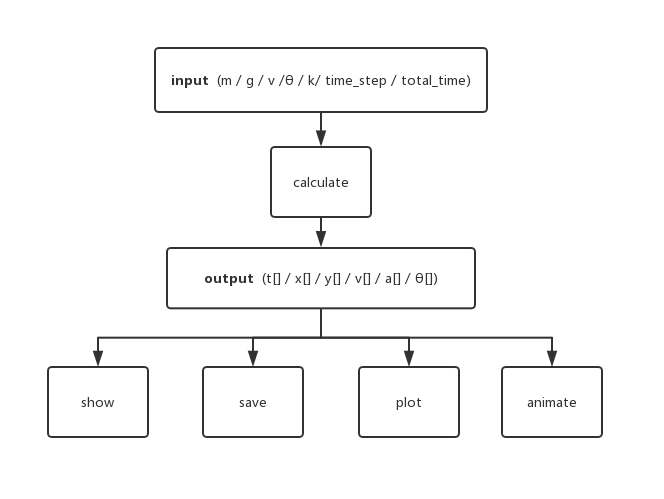 input (m / g / v /θ / k/ time_step / total_time)
calculate
output (t[] / x[] / y[] / v[] / a[] / θ[])
show
save
plot
animate